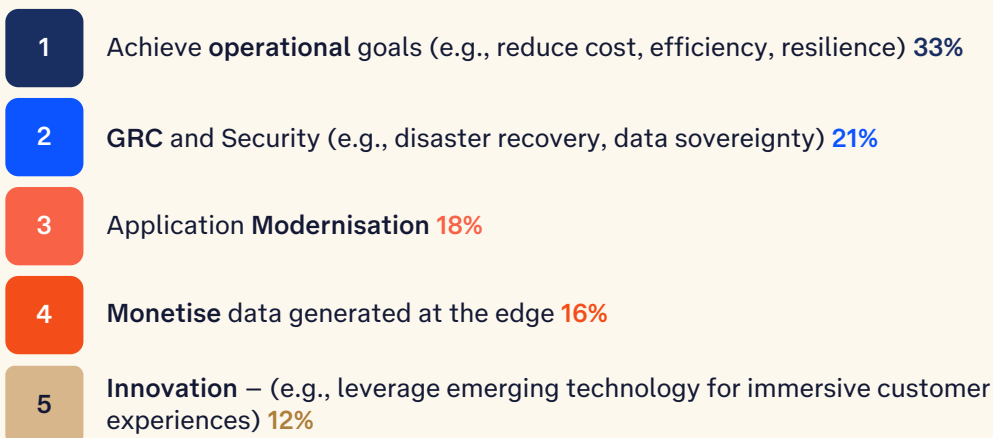 1
Achieve operational goals (e.g., reduce cost, efficiency, resilience) 33%
2
GRC and Security (e.g., disaster recovery, data sovereignty) 21%
3
Application Modernisation 18%
4
Monetise data generated at the edge 16%
5
Innovation – (e.g., leverage emerging technology for immersive customer
experiences) 12%